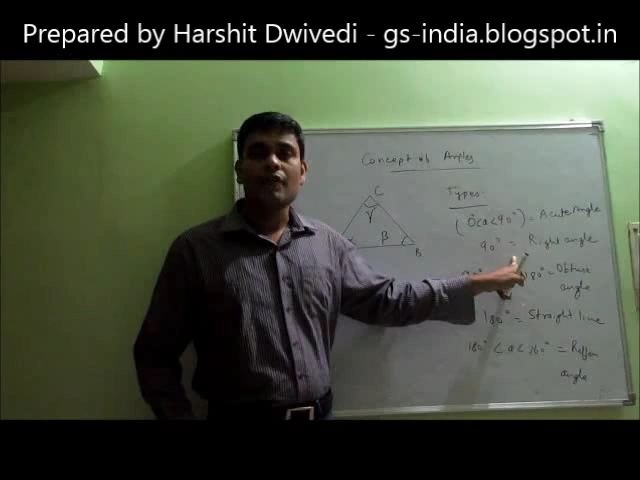 Prepared by Harshit Dwivedi - gs-india.blogspot.in
Concept of Angles
Types:
C
γ
β
B
(0°<α<90°) = Acute Angle
90° = Right angle
180° = Obtuse angle
180° = Straight line
180° < α < 360° = Reflex angle